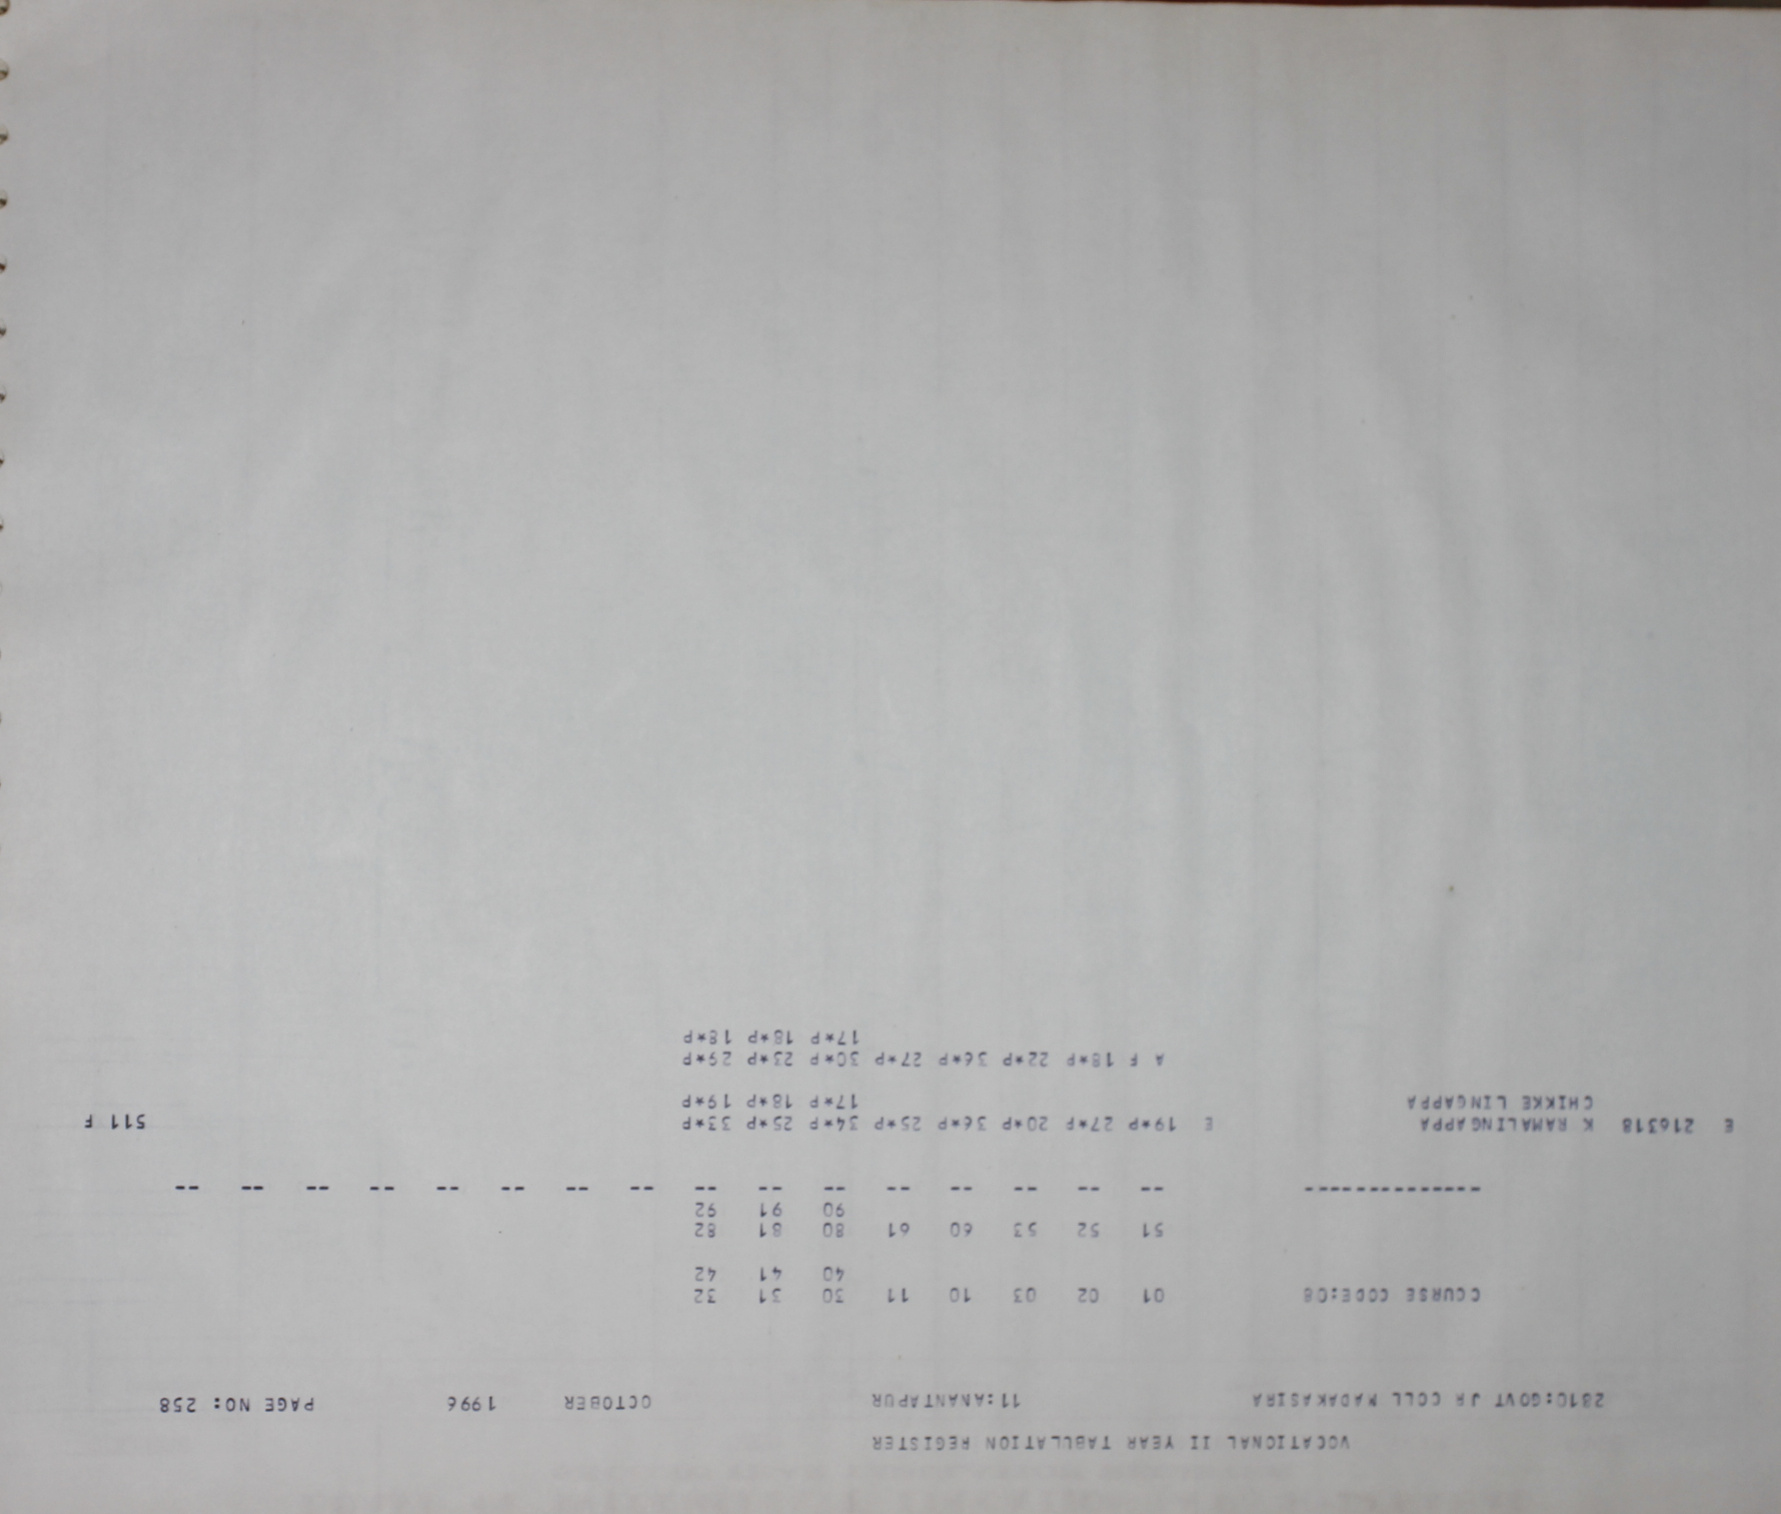 VOCATIONAL II YEAR TABULATION REGISTER
2810:GOVT JR COLL MADAKASIRA 11:ANANTAPUR OCTOBER 1996 PAGE NO: 258
COURSE CODE:08 01 02 03 10 11 30 31 32
40 41 42
51 52 53 60 61 80 81 82
90 91 92
-------------- -- -- -- -- -- -- -- -- -- -- -- -- -- -- -- --
E 216318 K RAMALINGAPPA E 19*P 27*P 20*P 36*P 25*P 34*P 25*P 33*P 511 F
CHIKKE LINGAPPA 17*P 18*P 19*P
A F 18*P 22*P 36*P 27*P 30*P 23*P 29*P
17*P 18*P 18*P